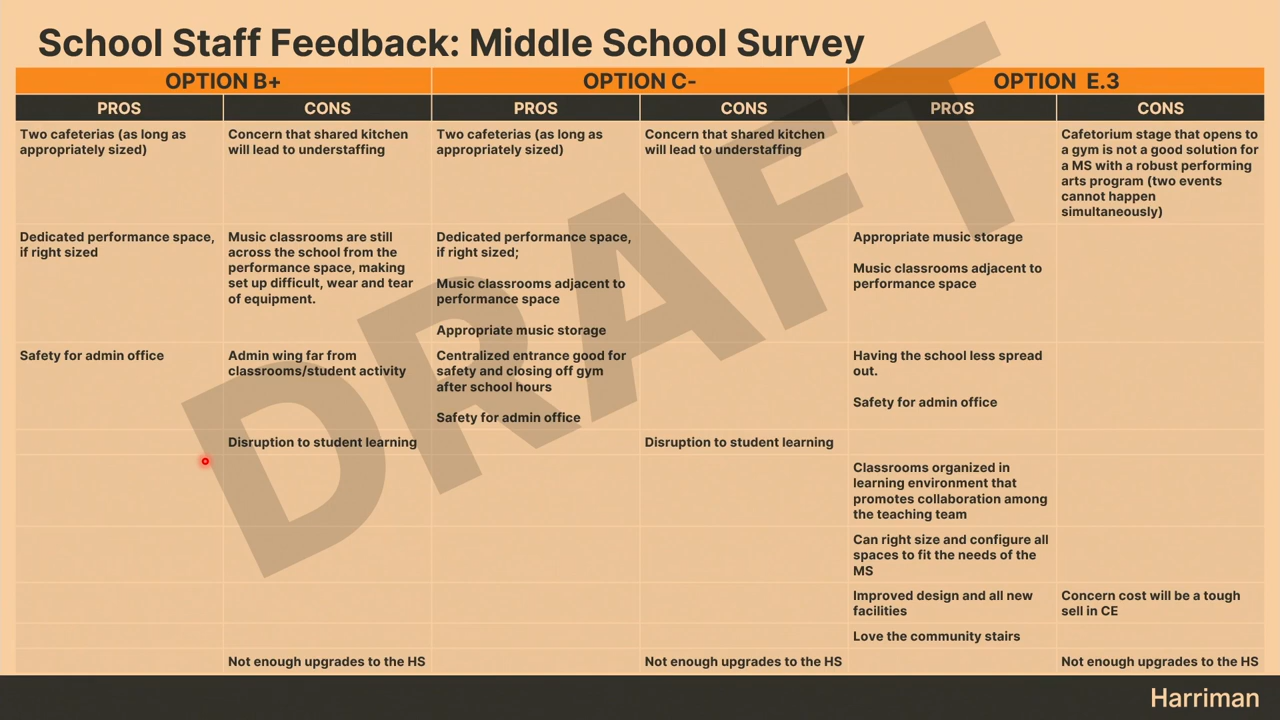 School Staff Feedback: Middle School Survey
OPTION B+
OPTION C-
OPTION E.3
PROS
CONS
PROS
CONS
PROS
CONS
Two cafeterias (as long as
appropriately sized)
Concern that shared kitchen
will lead to understaffing
Two cafeterias (as long as
appropriately sized)
Concern that shared kitchen
will lead to understaffing
Cafetorium stage that opens to
a gym is not a good solution for
a MS with a robust performing
arts program (two events
cannot happen
simultaneously)
Dedicated performance space,
if right sized
Music classrooms are still
across the school from the
performance space, making
set up difficult, wear and tear
of equipment.
Dedicated performance space,
if right sized;
Music classrooms adjacent to
performance space
Appropriate music storage
Appropriate music storage
Music classrooms adjacent to
performance space
Safety for admin office
Admin wing far from
classrooms/student activity
Centralized entrance good for
safety and closing off gym
after school hours
Safety for admin office
Having the school less spread
out.
Safety for admin office
Disruption to student learning
Disruption to student learning
Classrooms organized in
learning environment that
promotes collaboration among
the teaching team
Can right size and configure all
spaces to fit the needs of the
MS
Improved design and all new
facilities
Concern cost will be a tough
sell in CE
Love the community stairs
Not enough upgrades to the HS
Not enough upgrades to the HS
Not enough upgrades to the HS
DRAFT
Harriman